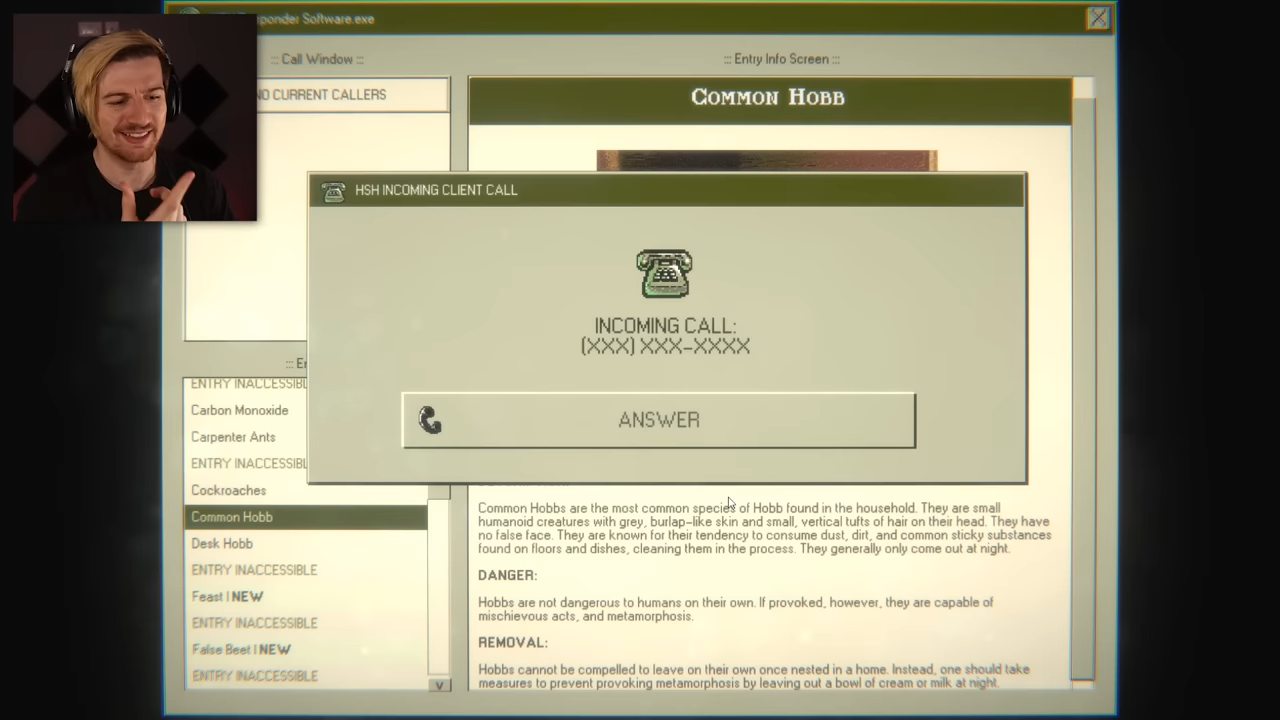 ponder Software.exe
::: Call Window :::
::: Entry Info Screen :::
NO CURRENT CALLERS
COMMON HOBB
HSH INCOMING CLIENT CALL
INCOMING CALL:
(XXX) XXX-XXXX
ANSWER
::: E
ENTRY INACCESSIBL
Carbon Monoxide
Carpenter Ants
ENTRY INACCESSIBL
Cockroaches
Common Hobb
Desk Hobb
ENTRY INACCESSIBLE
Feast | NEW
ENTRY INACCESSIBLE
False Beet | NEW
ENTRY INACCESSIBLE
V
Common Hobbs are the most common species of Hobb found in the household. They are small
humanoid creatures with grey, burlap-like skin and small, vertical tufts of hair on their head. They have
no false face. They are known for their tendency to consume dust, dirt, and common sticky substances
found on floors and dishes, cleaning them in the process. They generally only come out at night.
DANGER:
Hobbs are not dangerous to humans on their own. If provoked, however, they are capable of
mischievous acts, and metamorphosis.
REMOVAL:
Hobbs cannot be compelled to leave on their own once nested in a home. Instead, one should take
measures to prevent provoking metamorphosis by leaving out a bowl of cream or milk at night.